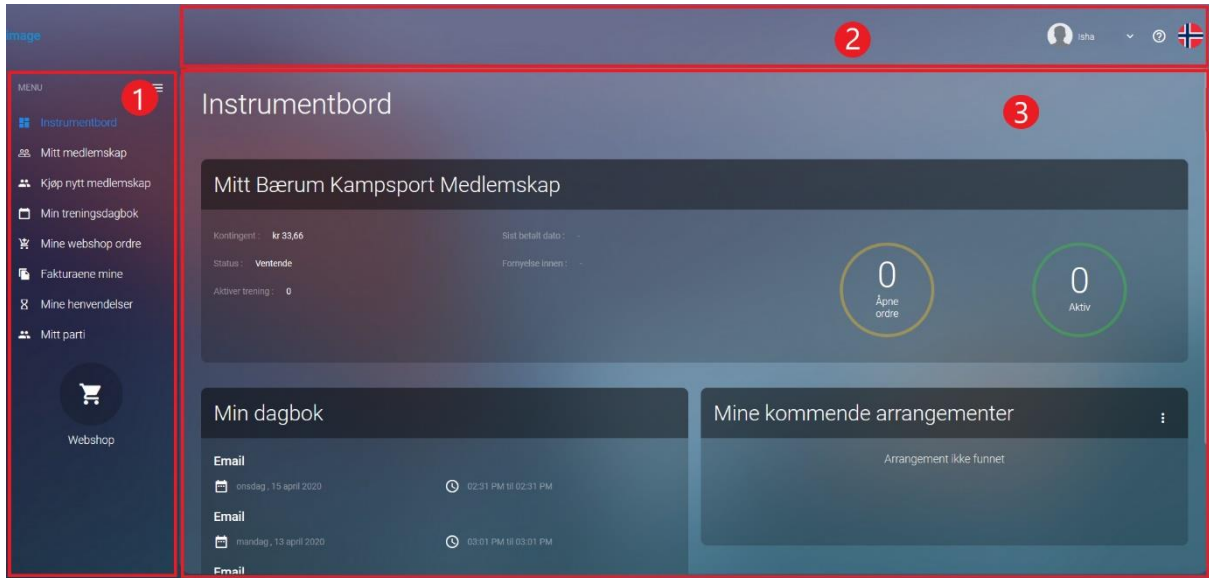 image
2
Isha
MENU
1
Instrumentbord
Mitt medlemskap
Kjøp nytt medlemskap
Min treningsdagbok
Mine webshop ordre
Fakturaene mine
Mine henvendelser
Mitt parti
Webshop
Instrumentbord
3
Mitt Bærum Kampsport Medlemskap
Kontingent : kr 33,66
Sist betalt dato : -
Status : Ventende
Fornyelse innen : -
Aktiver trening : 0
0
Åpne
ordre
0
Aktiv
Min dagbok
Email
onsdag , 15 april 2020
02:31 PM til 02:31 PM
Email
mandag , 13 april 2020
03:01 PM til 03:01 PM
Email
Mine kommende arrangementer
Arrangement ikke funnet